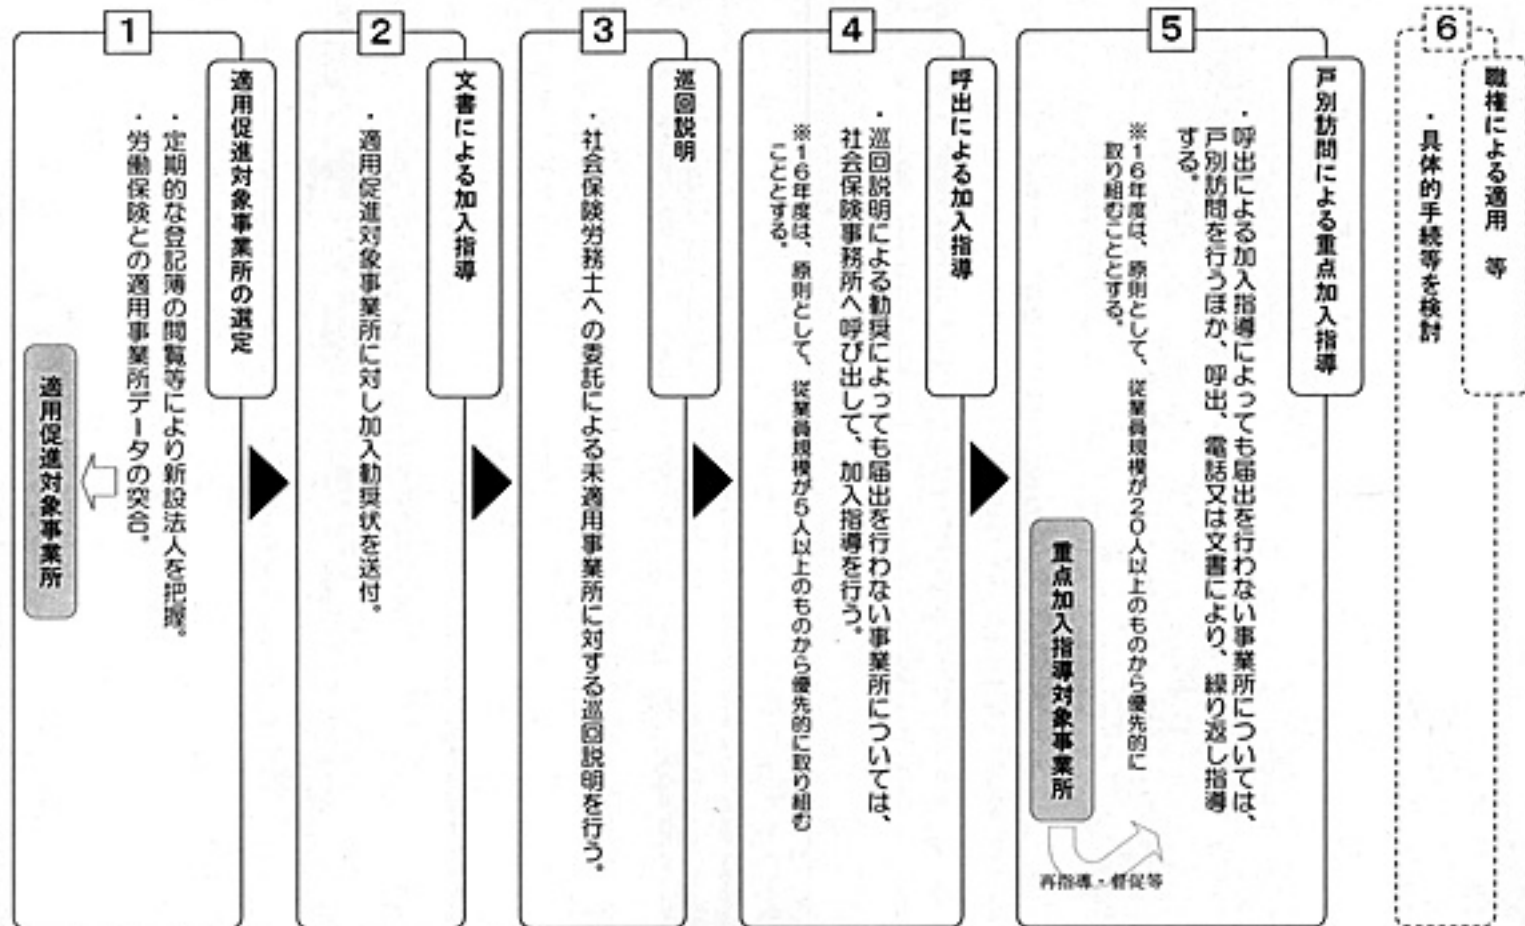 1
適用促進対象事業所の選定
・定期的な登記簿の閲覧等により新設法人を把握。
・労働保険との適用事業所データの突合。
適用促進対象事業所
2
文書による加入指導
・適用促進対象事業所に対し加入勧奨状を送付。
3
巡回説明
・社会保険労務士への委託による未適用事業所に対する巡回説明を行う。
4
呼出による加入指導
・巡回説明による勧奨によっても届出を行わない事業所については、
社会保険事務所へ呼び出して、加入指導を行う。
※16年度は、原則として、従業員規模が5人以上のものから優先的に取り組む
こととする。
5
戸別訪問による重点加入指導
・呼出による加入指導によっても届出を行わない事業所については、
戸別訪問を行うほか、呼出、電話又は文書により、繰り返し指導
する。
※16年度は、原則として、従業員規模が20人以上のものから優先的に
取り組むこととする。
重点加入指導対象事業所
再指導・督促等
6
職権による適用 等
・具体的手続等を検討